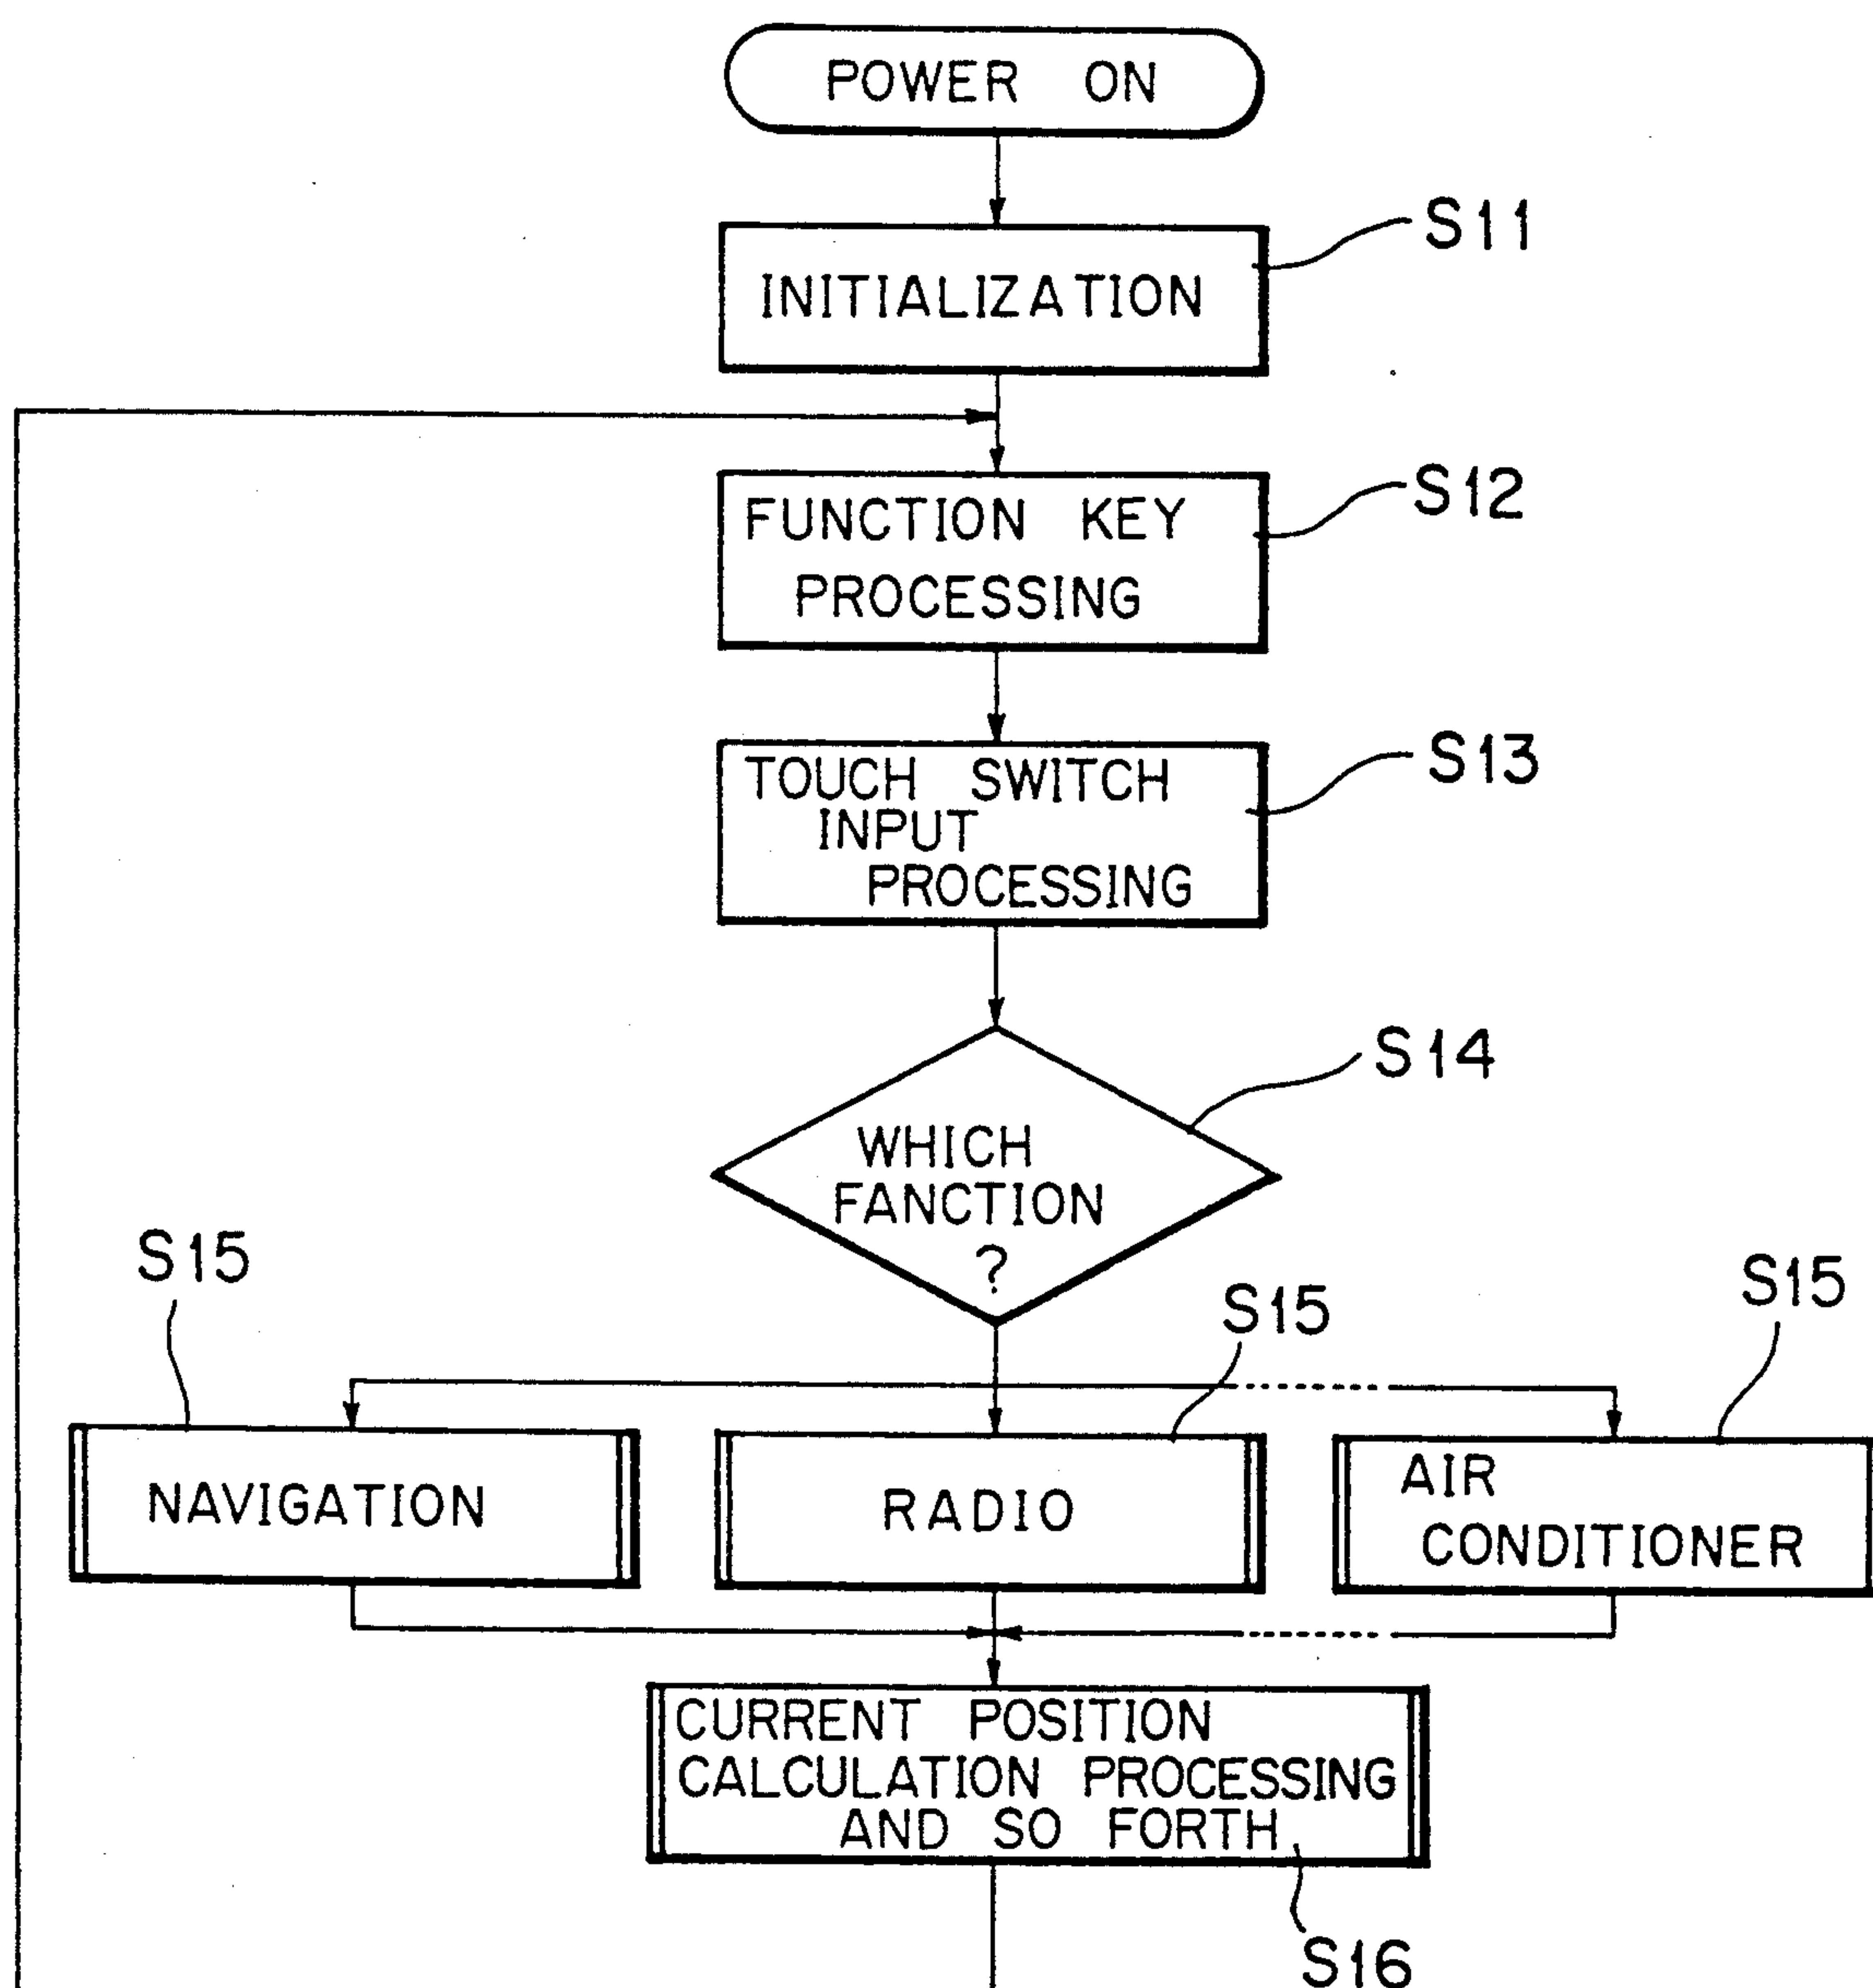 POWER ON
S11
INITIALIZATION
S12
FUNCTION KEY
PROCESSING
S13
TOUCH SWITCH
INPUT
PROCESSING
S14
WHICH
FANCTION
?
S15
S15
S15
NAVIGATION
RADIO
AIR
CONDITIONER
CURRENT POSITION
CALCULATION PROCESSING
AND SO FORTH
S16